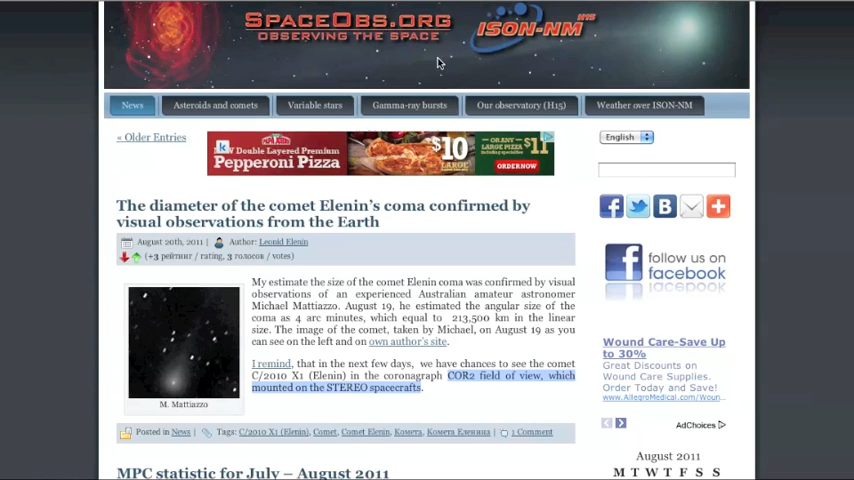 SPACEOBS.ORG
OBSERVING THE SPACE
ISON-NM H15
News
Asteroids and comets
Variable stars
Gamma-ray bursts
Our observatory (H15)
Weather over ISON-NM
« Older Entries
Double Layered Premium
Pepperoni Pizza
$10
LARGE
OR ANY
LARGE PIZZA
$11
ORDER NOW
English
The diameter of the comet Elenin's coma confirmed by
visual observations from the Earth
August 20th, 2011 | Author: Leonid Elenin
(+3 рейтинг / rating, 3 голосов / votes)
My estimate the size of the comet Elenin coma was confirmed by visual
observations of an experienced Australian amateur astronomer
Michael Mattiazzo. August 19, he estimated the angular size of the
coma as 4 arc minutes, which equal to 213,500 km in the linear
size. The image of the comet, taken by Michael, on August 19 as you
can see on the left and on own author's site.
I remind, that in the next few days, we have chances to see the comet
C/2010 X1 (Elenin) in the coronagraph COR2 field of view, which
mounted on the STEREO spacecrafts.
M. Mattiazzo
Posted in News | Tags: C/2010 X1 (Elenin), Comet, Comet Elenin, Комета, Комета Еленина | 1 Comment
MPC statistic for July – August 2011
follow us on
facebook
Wound Care-Save Up
to 30%
Great Discounts on
Wound Care Supplies.
Order Today and Save!
www.AllegroMedical.com/Woun...
AdChoices
August 2011
M T W T F S S